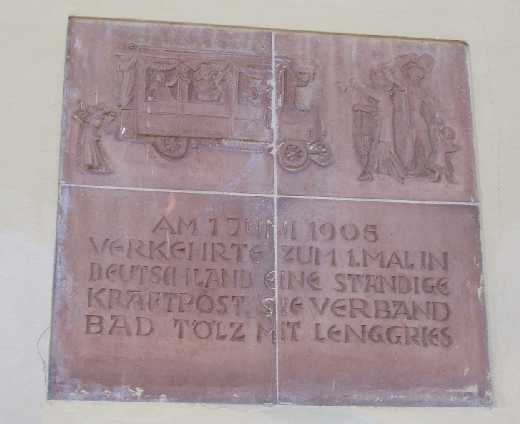 AM 1 JUNI 1905
VERKEHRTE ZUM 1. MAL IN
DEUTSCHLAND EINE STÄNDIGE
KRAFTPOST. SIE VERBAND
BAD TÖLZ MIT LENGGRIES